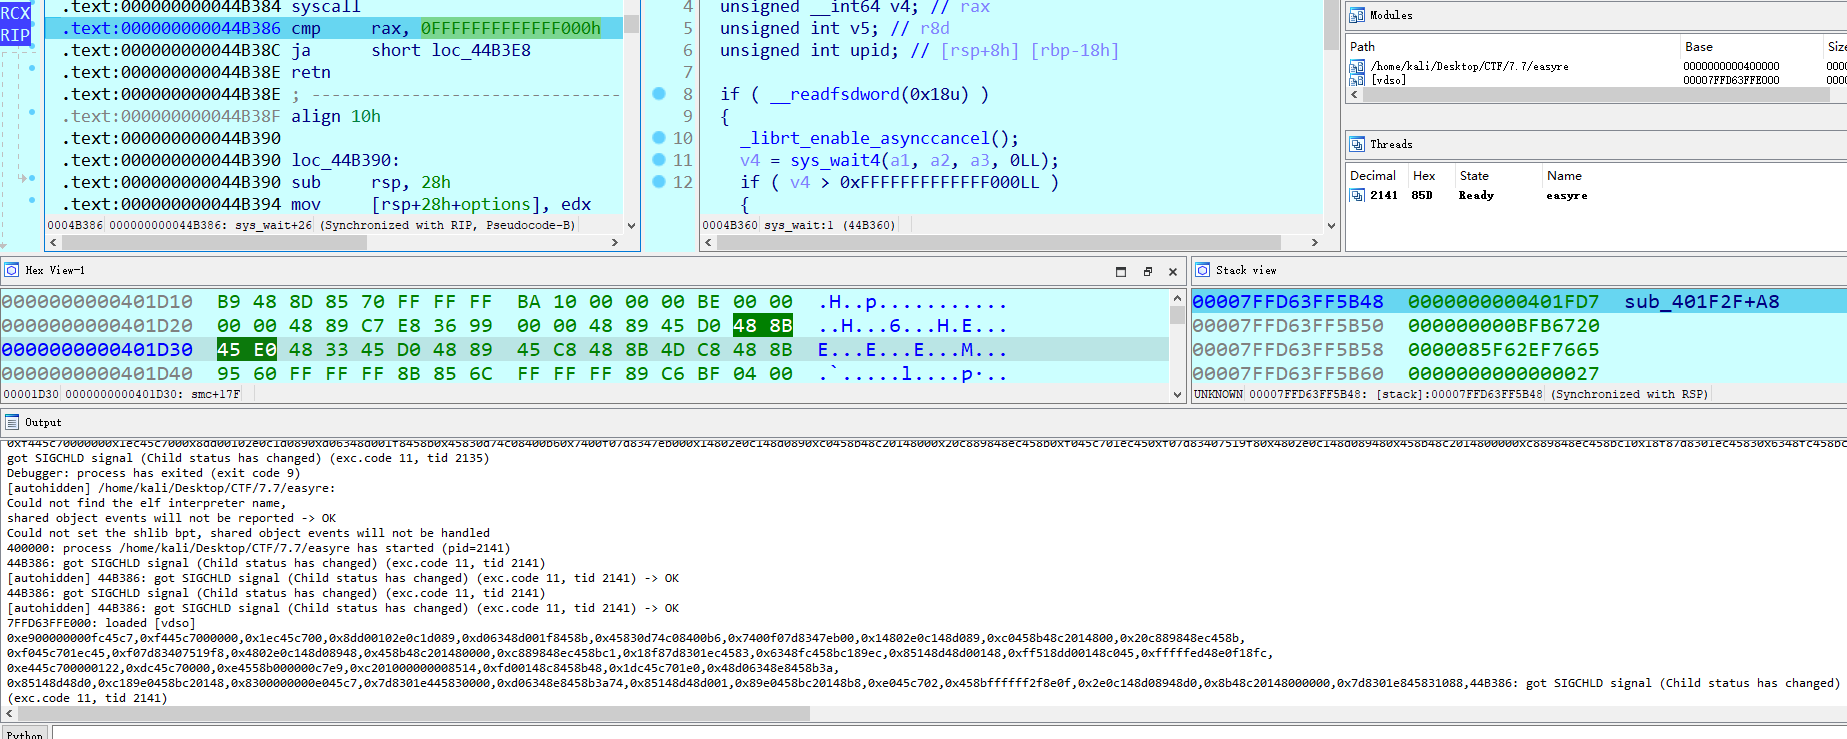 RCX
RIP
.text:000000000044B384 syscall
.text:000000000044B386 cmp rax, 0FFFFFFFFFFFFF000h
.text:000000000044B38C ja short loc_44B3E8
.text:000000000044B38E retn
.text:000000000044B38E ; -------------------------------
.text:000000000044B38F align 10h
.text:000000000044B390
.text:000000000044B390 loc_44B390:
.text:000000000044B390 sub rsp, 28h
.text:000000000044B394 mov [rsp+28h+options], edx
0004B386 000000000044B386: sys_wait+26 (Synchronized with RIP, Pseudocode-B)
4 unsigned __int64 v4; // rax
5 unsigned int v5; // r8d
6 unsigned int upid; // [rsp+8h] [rbp-18h]
7
8 if ( __readfsdword(0x18u) )
9 {
10 _librt_enable_asynccancel();
11 v4 = sys_wait4(a1, a2, a3, 0LL);
12 if ( v4 > 0xFFFFFFFFFFFFF000LL )
{
0004B360 sys_wait:1 (44B360)
Modules
Path Base Size
/home/kali/Desktop/CTF/7.7/easyre 0000000000400000 0000
[vdso] 00007FFD63FFE000 0000
Threads
Decimal Hex State Name
2141 85D Ready easyre
Hex View-1
0000000000401D10 B9 48 8D 85 70 FF FF FF BA 10 00 00 00 BE 00 00 .H..p...........
0000000000401D20 00 00 48 89 C7 E8 36 99 00 00 48 89 45 D0 48 8B ..H...6...H.E...
0000000000401D30 45 E0 48 33 45 D0 48 89 45 C8 48 8B 4D C8 48 8B E...E...E...M...
0000000000401D40 95 60 FF FF FF 8B 85 6C FF FF FF 89 C6 BF 04 00 .`.....l....p·..
00001D30 0000000000401D30: smc+17F
Stack view
00007FFD63FF5B48 0000000000401FD7 sub_401F2F+A8
00007FFD63FF5B50 000000000BFB6720
00007FFD63FF5B58 0000085F62EF7665
00007FFD63FF5B60 0000000000000027
UNKNOWN 00007FFD63FF5B48: [stack]:00007FFD63FF5B48 (Synchronized with RSP)
Output
got SIGCHLD signal (Child status has changed) (exc.code 11, tid 2135)
Debugger: process has exited (exit code 9)
[autohidden] /home/kali/Desktop/CTF/7.7/easyre:
Could not find the elf interpreter name,
shared object events will not be reported -> OK
Could not set the shlib bpt, shared object events will not be handled
400000: process /home/kali/Desktop/CTF/7.7/easyre has started (pid=2141)
44B386: got SIGCHLD signal (Child status has changed) (exc.code 11, tid 2141)
[autohidden] 44B386: got SIGCHLD signal (Child status has changed) (exc.code 11, tid 2141) -> OK
44B386: got SIGCHLD signal (Child status has changed) (exc.code 11, tid 2141)
[autohidden] 44B386: got SIGCHLD signal (Child status has changed) (exc.code 11, tid 2141) -> OK
7FFD63FFE000: loaded [vdso]
0xe900000000fc45c7,0xf445c7000000,0x1ec45c700,0x8dd00102e0c1d089,0xd06348d001f8458b,0x45830d74c08400b6,0x7400f07d8347eb00,0x14802e0c148d089,0xc0458b48c2014800,0x20c889848ec458b,
0xf045c701ec45,0xf07d83407519f8,0x4802e0c148d08948,0x458b48c201480000,0xc889848ec458bc1,0x18f87d8301ec4583,0x6348fc458bc189ec,0x85148d48d00148,0xff518dd00148c045,0xfffffed48e0f18fc,
0xe445c700000122,0xdc45c70000,0xe4558b000000c7e9,0xc201000000008514,0xfd00148c8458b48,0x1dc45c701e0,0x48d06348e8458b3a,
0x85148d48d0,0xc189e0458bc20148,0x8300000000e045c7,0x7d8301e445830000,0xd06348e8458b3a74,0x85148d48d001,0x89e0458bc20148b8,0xe045c702,0x458bffffff2f8e0f,0x2e0c148d08948d0,0x8b48c20148000000,0x7d8301e845831088,44B386: got SIGCHLD signal (Child status has changed)
(exc.code 11, tid 2141)
Python